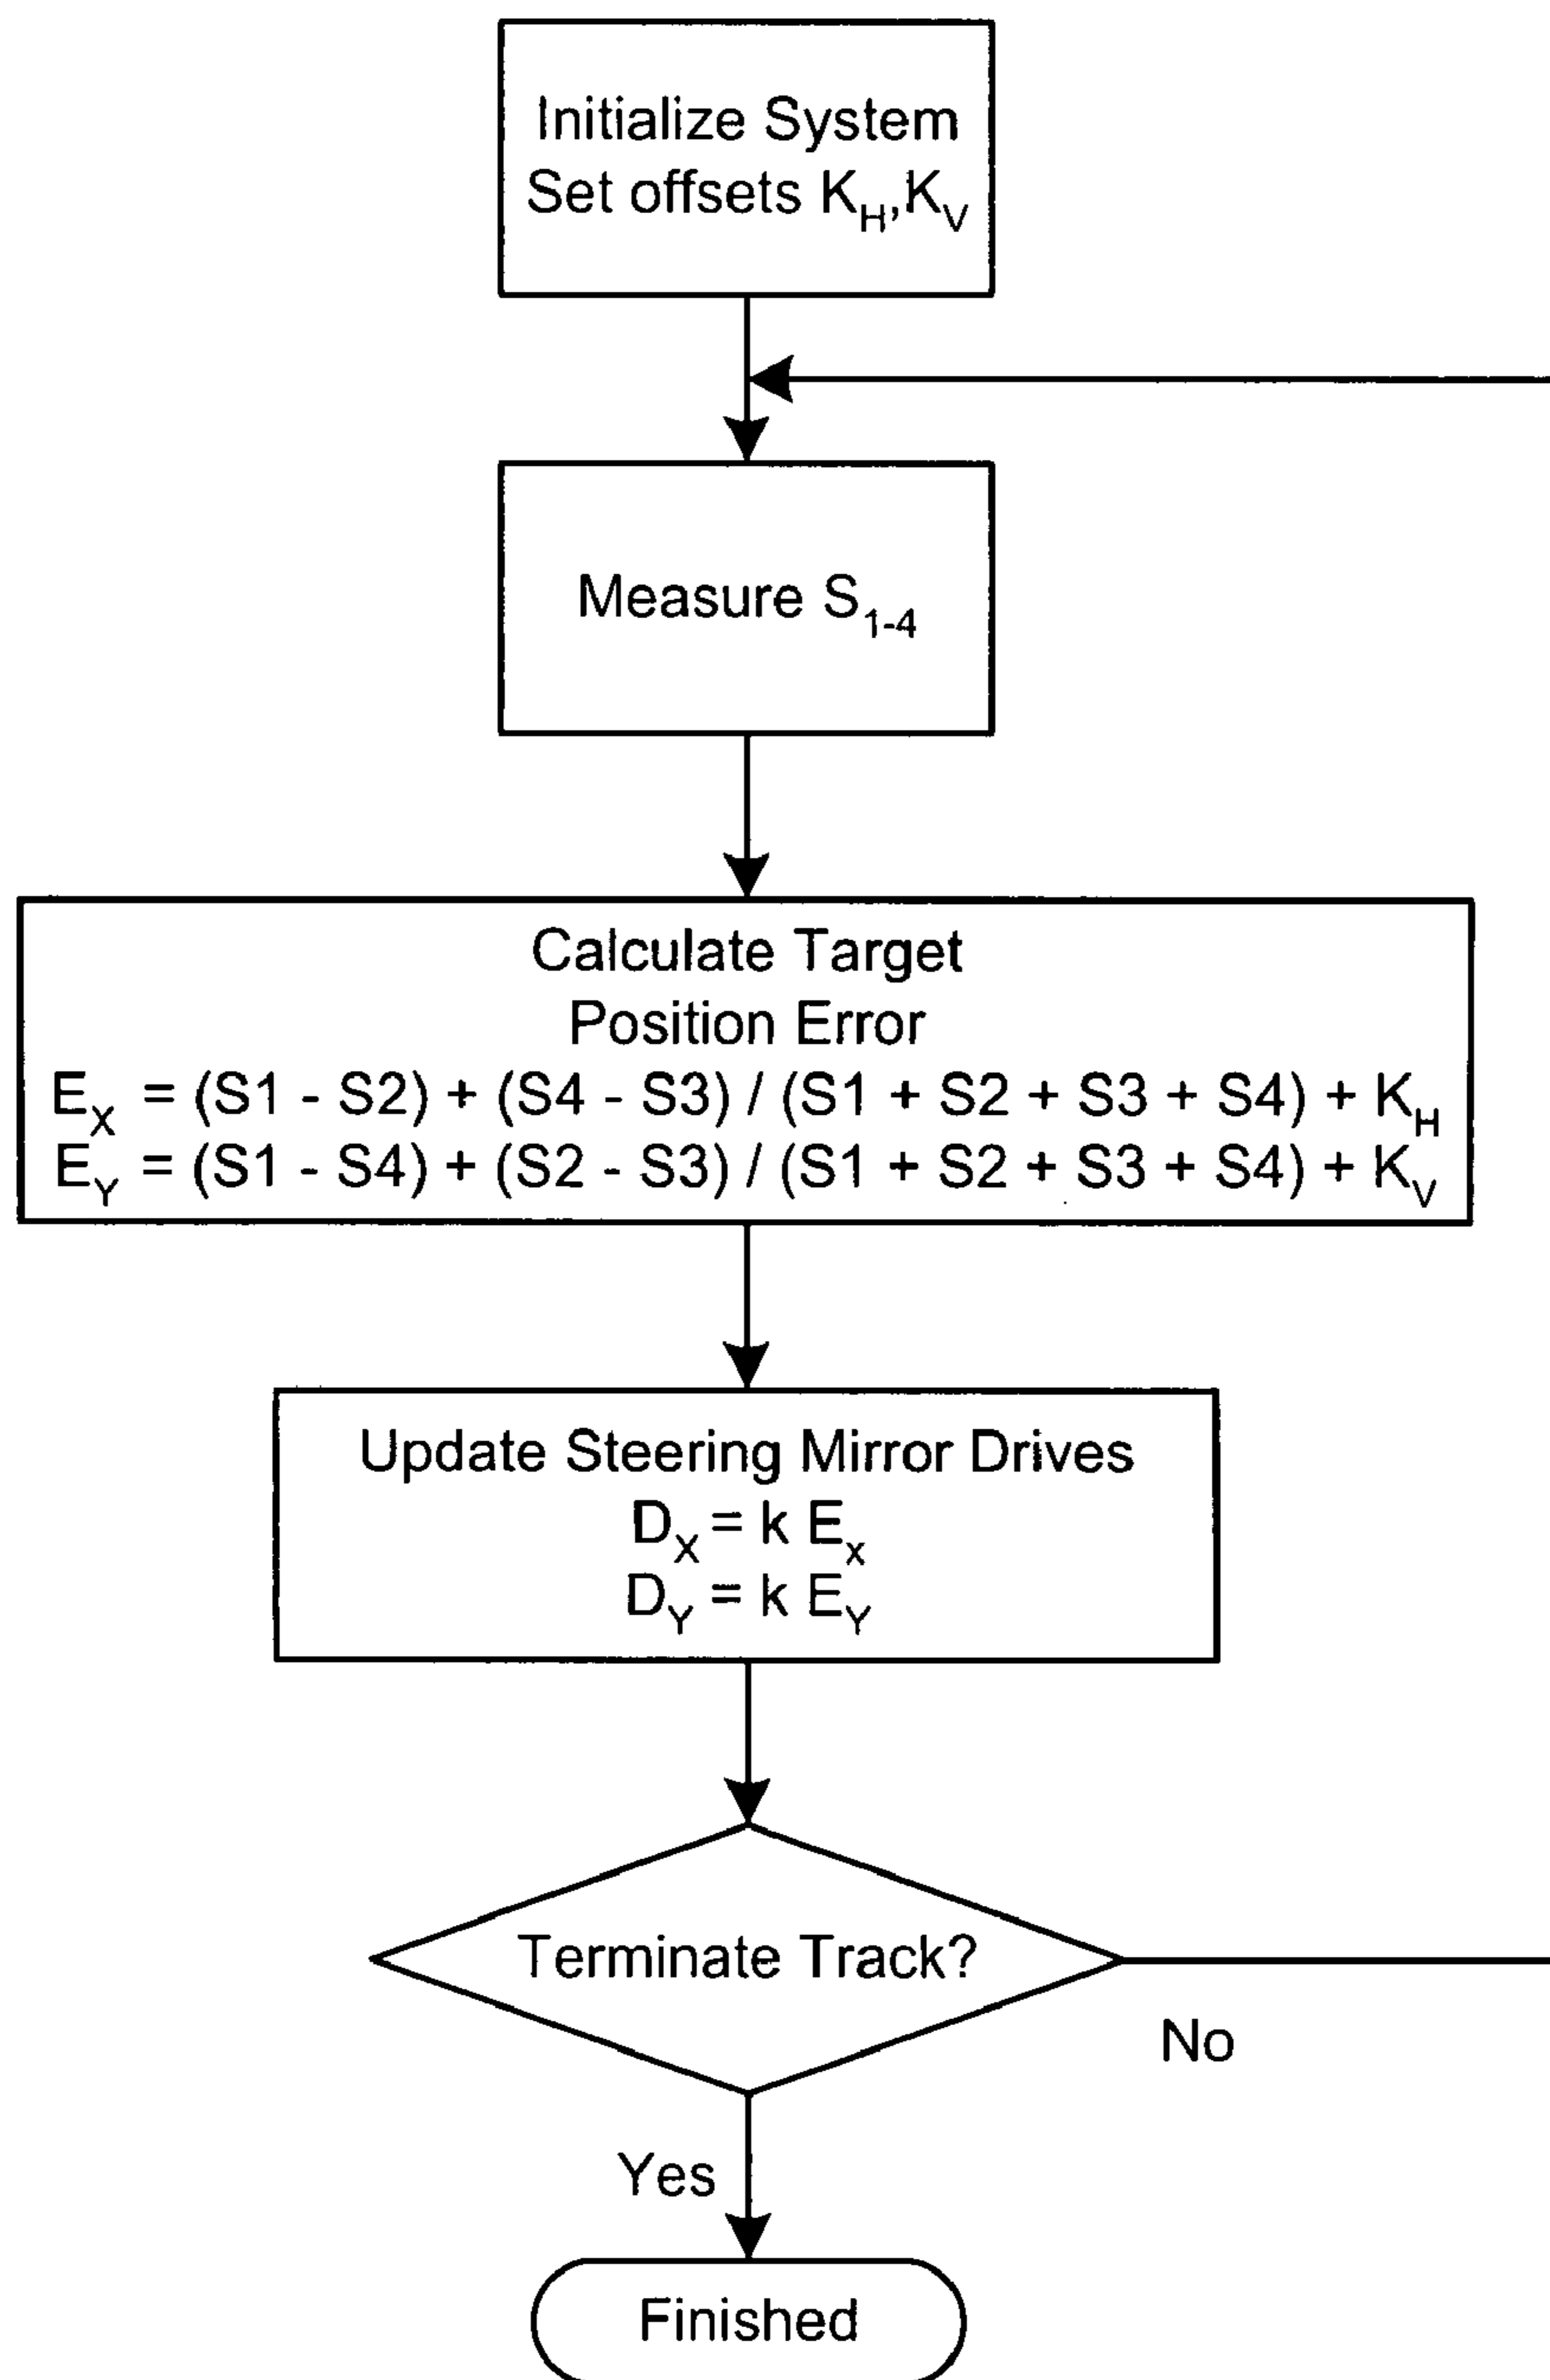 Initialize System
Set offsets K_H, K_V
Measure S_1-4
Calculate Target
Position Error
E_X = (S1 - S2) + (S4 - S3) / (S1 + S2 + S3 + S4) + K_H
E_Y = (S1 - S4) + (S2 - S3) / (S1 + S2 + S3 + S4) + K_V
Update Steering Mirror Drives
D_X = k E_x
D_Y = k E_Y
Terminate Track?
No
Yes
Finished